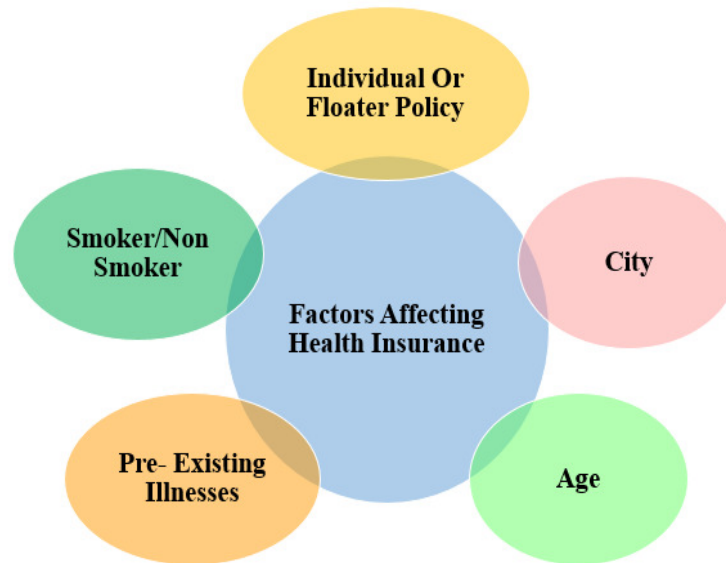 Individual Or
Floater Policy
Smoker/Non
Smoker
City
Factors Affecting
Health Insurance
Pre- Existing
Illnesses
Age